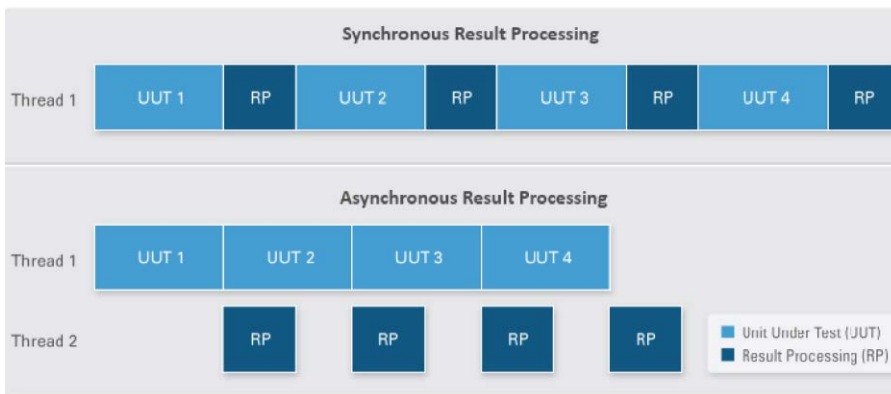 Synchronous Result Processing
Thread 1 UUT 1 RP UUT 2 RP UUT 3 RP UUT 4 RP
Asynchronous Result Processing
Thread 1 UUT 1 UUT 2 UUT 3 UUT 4
Thread 2 RP RP RP RP
Unit Under Test (UUT)
Result Processing (RP)